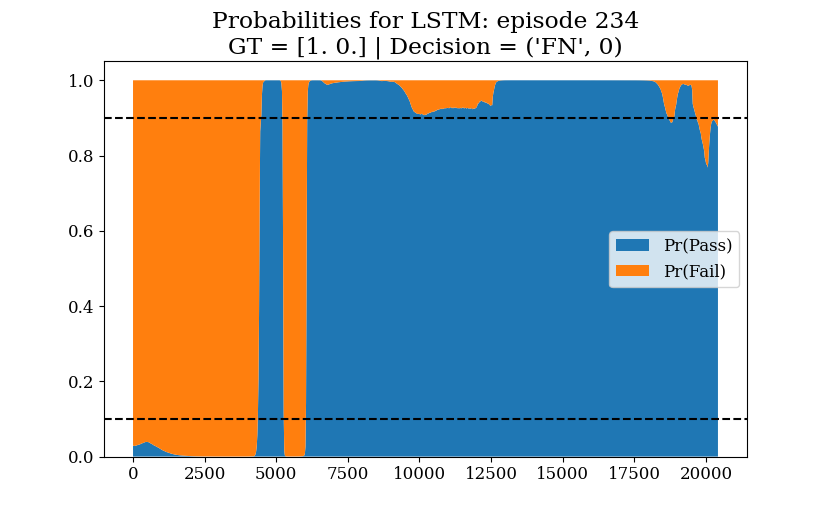 Probabilities for LSTM: episode 234
GT = [1. 0.] | Decision = ('FN', 0)
1.0
0.8
0.6
0.4
0.2
0.0
Pr(Pass)
Pr(Fail)
0 2500 5000 7500 10000 12500 15000 17500 20000